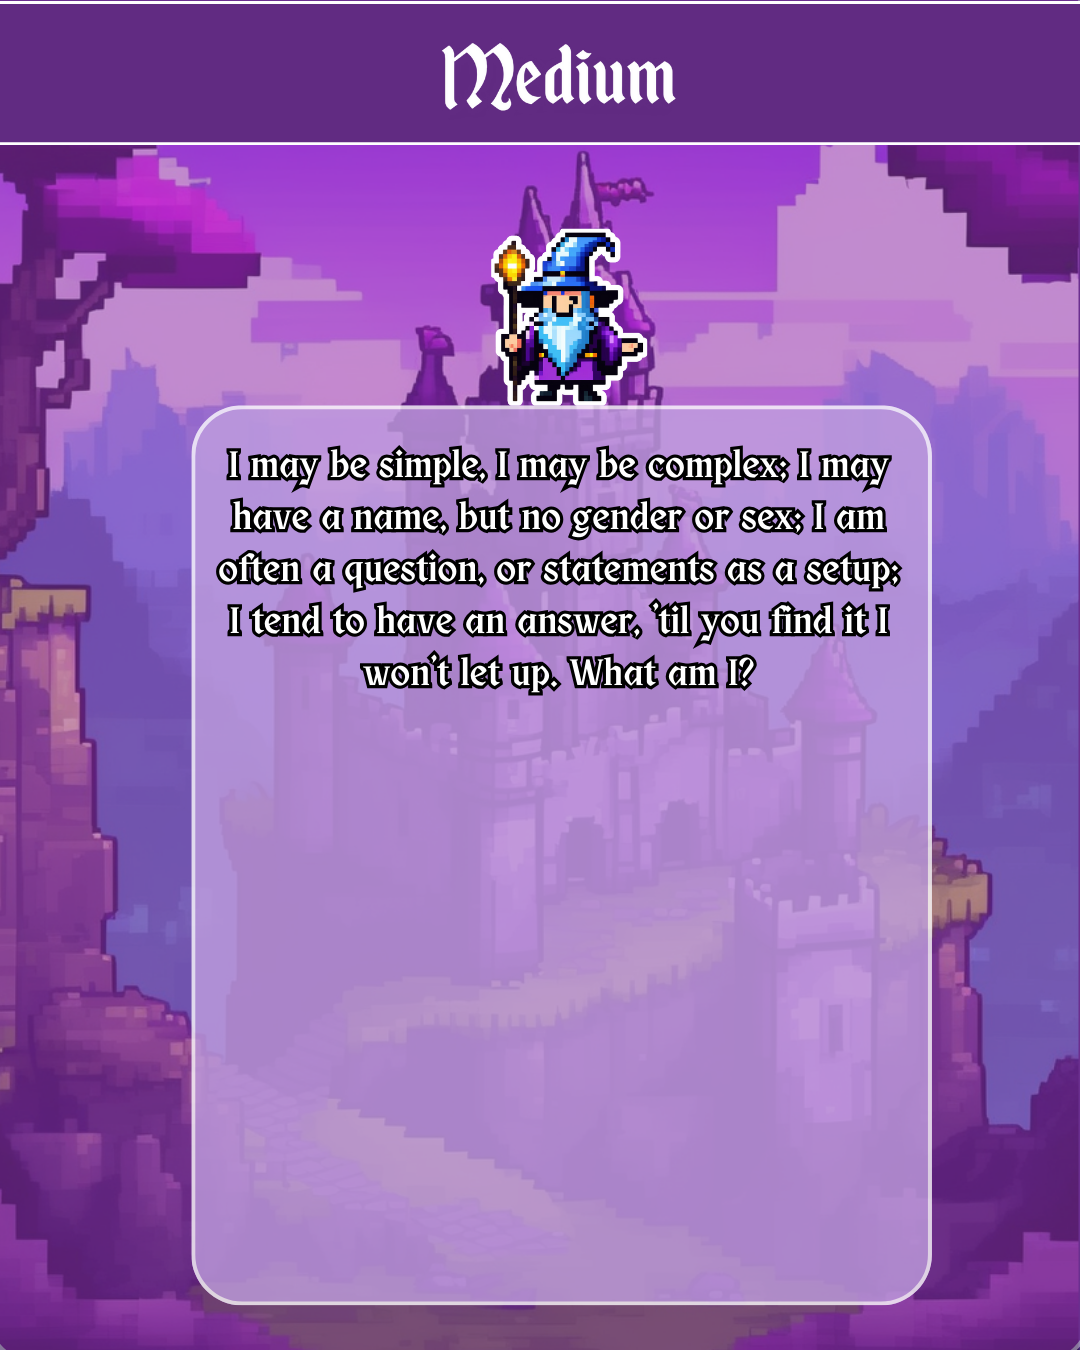 Medium
I may be simple, I may be complex; I may
have a name, but no gender or sex; I am
often a question, or statements as a setup;
I tend to have an answer, 'til you find it I
won't let up. What am I?